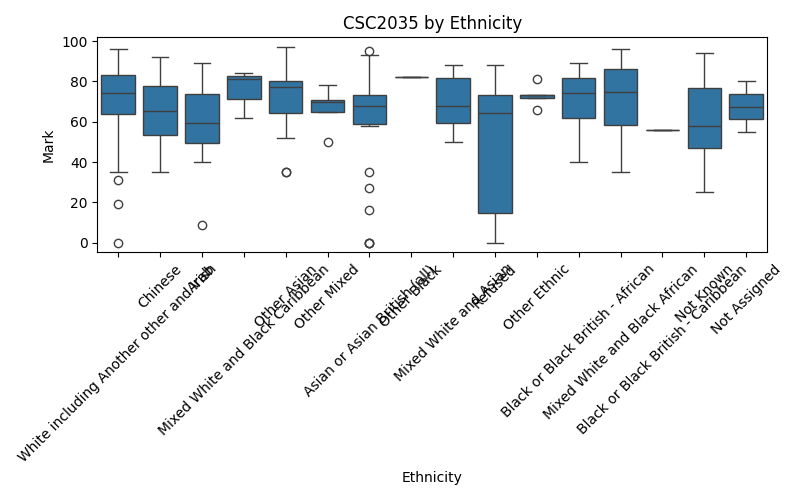 CSC2035 by Ethnicity
Mark
100
80
60
40
20
0
White including Another other and Irish
Chinese
Arab
Mixed White and Black Caribbean
Other Asian
Other Mixed
Asian or Asian British (all)
Other Black
Mixed White and Asian
Refused
Other Ethnic
Black or Black British - African
Mixed White and Black African
Black or Black British - Caribbean
Not Known
Not Assigned
Ethnicity